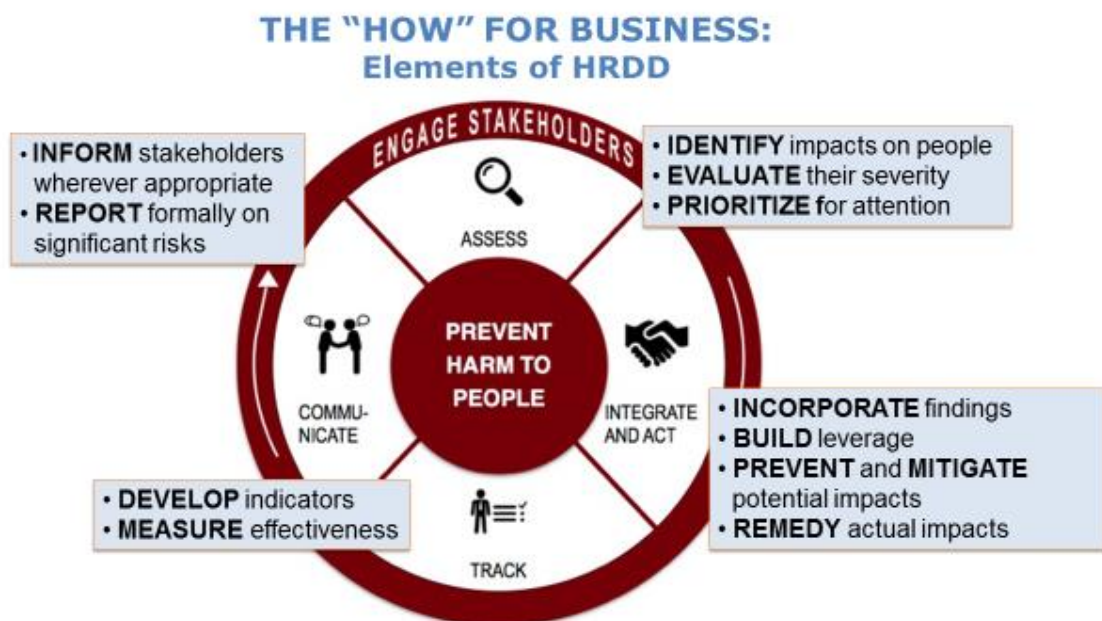 THE “HOW” FOR BUSINESS:
Elements of HRDD
ENGAGE STAKEHOLDERS
• INFORM stakeholders
wherever appropriate
• REPORT formally on
significant risks
• IDENTIFY impacts on people
• EVALUATE their severity
• PRIORITIZE for attention
ASSESS
PREVENT
HARM TO
PEOPLE
COMMU-
NICATE
INTEGRATE
AND ACT
• INCORPORATE findings
• BUILD leverage
• PREVENT and MITIGATE
potential impacts
• REMEDY actual impacts
• DEVELOP indicators
• MEASURE effectiveness
TRACK